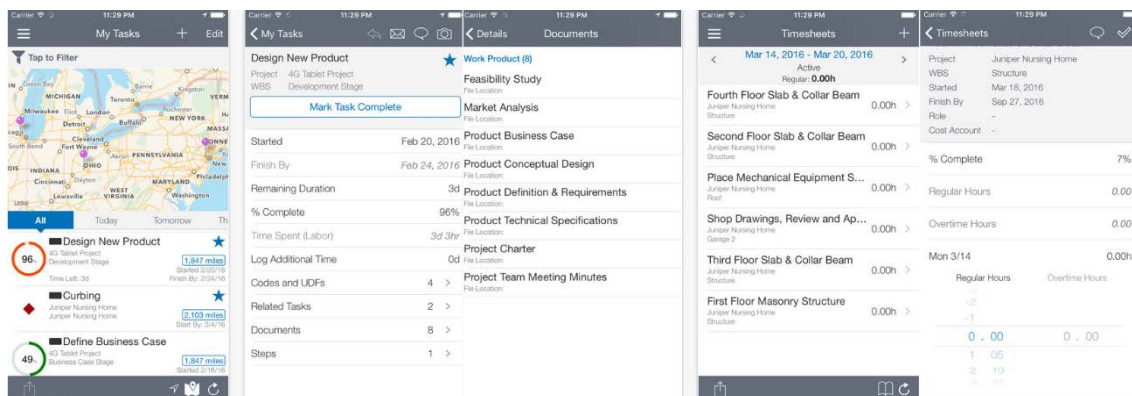 Carrier 11:29 PM
My Tasks + Edit
Tap to Filter
Green Bay
MICHIGAN
Toronto
Barrie
Kingston
VERM
Milwaukee Flint London
Rochester
Detroit Buffalo NEW YORK
MASSA
Cleveland
South Bend Fort Wayne
Akron PENNSYLVANIA
ONNE
INDIANA OHIO
New
Cincinnati Dayton MARYLAND Philadelph
Louisville WEST VIRGINIA Washington
Legal
All Today Tomorrow Th
Design New Product
96%
4G Tablet Project
Development Stage 1,847 miles
Started 2/20/16
Time Left: 3d Finish By: 2/24/16
Curbing
Juniper Nursing Home
Juniper Nursing Home 2,103 miles
Start By: 3/4/16
Define Business Case
49%
4G Tablet Project
Business Case Stage 1,847 miles
Started 2/18/16
Carrier 11:29 PM
My Tasks
Design New Product
Project 4G Tablet Project
WBS Development Stage
Mark Task Complete
Started Feb 20, 2016
Finish By Feb 24, 2016
Remaining Duration 3d
% Complete 96%
Time Spent (Labor) 3d 3hr
Log Additional Time 0d
Codes and UDFs 4 >
Related Tasks 2 >
Documents 8 >
Steps 1 >
Carrier 11:29 PM
Details Documents
Work Product (8)
Feasibility Study
File Location:
Market Analysis
File Location:
Product Business Case
File Location:
Product Conceptual Design
File Location:
Product Definition & Requirements
File Location:
Product Technical Specifications
File Location:
Project Charter
File Location:
Project Team Meeting Minutes
File Location:
Carrier 11:29 PM
Timesheets +
< Mar 14, 2016 - Mar 20, 2016 >
Active
Regular: 0.00h
Fourth Floor Slab & Collar Beam
Juniper Nursing Home 0.00h >
Structure
Second Floor Slab & Collar Beam
Juniper Nursing Home 0.00h >
Structure
Place Mechanical Equipment S...
Juniper Nursing Home 0.00h >
Roof
Shop Drawings, Review and Ap...
Juniper Nursing Home 0.00h >
Garage 2
Third Floor Slab & Collar Beam
Juniper Nursing Home 0.00h >
Structure
First Floor Masonry Structure
Juniper Nursing Home 0.00h >
Structure
Carrier 11:29 PM
Timesheets
Project Juniper Nursing Home
WBS Structure
Started Mar 18, 2016
Finish By Sep 27, 2016
Role -
Cost Account -
% Complete 7%
Regular Hours 0.00
Overtime Hours 0.00
Mon 3/14 0.00h
Regular Hours Overtime Hours
-2
-1
0 . 00 0 . 00
1 05
2 10